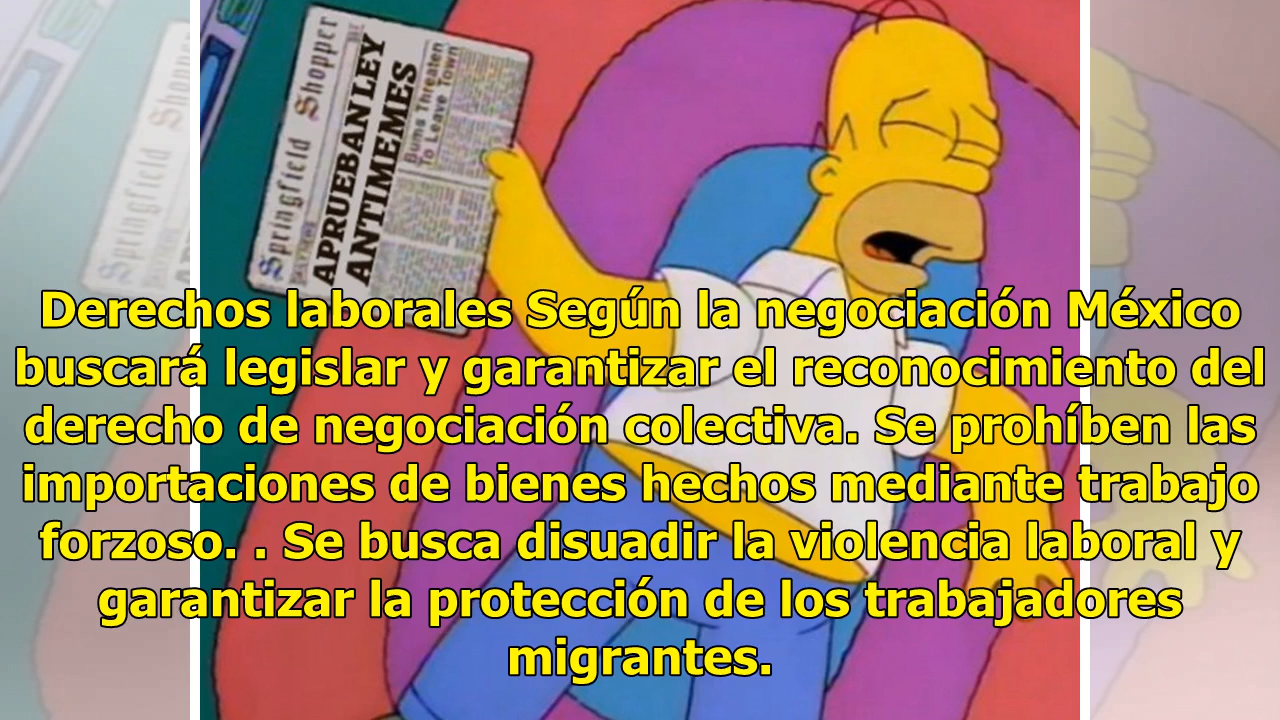 Springfield Shopper
APRUEBAN LEY
ANTIMEMES
Bums Threaten
To Leave Town
Derechos laborales Según la negociación México
buscará legislar y garantizar el reconocimiento del
derecho de negociación colectiva. Se prohíben las
importaciones de bienes hechos mediante trabajo
forzoso. . Se busca disuadir la violencia laboral y
garantizar la protección de los trabajadores
migrantes.